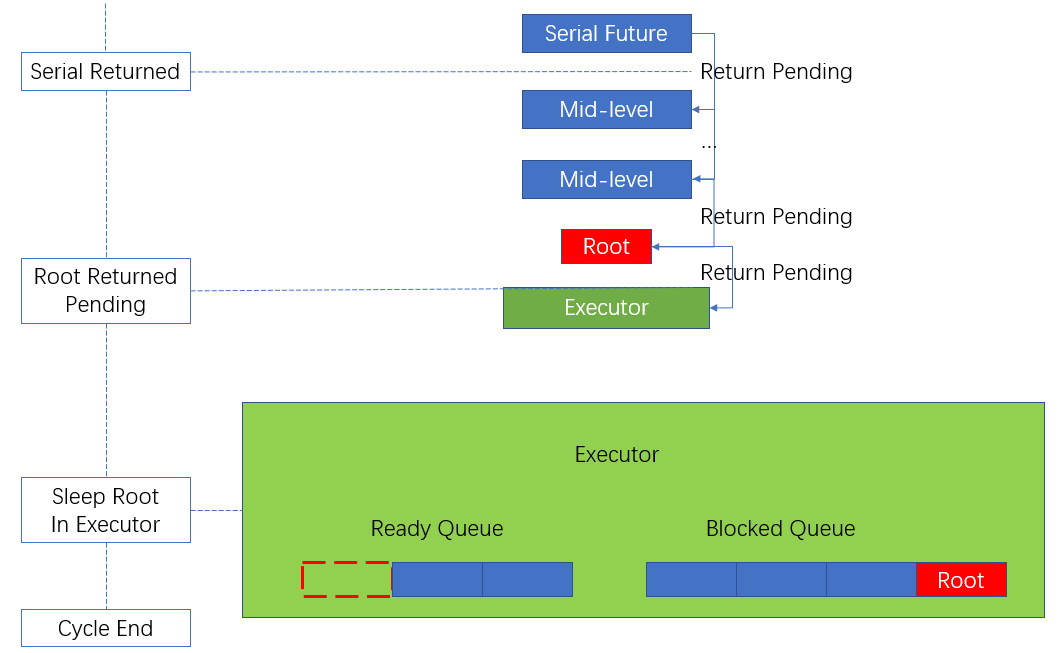 Serial Future
Serial Returned
Return Pending
Mid-level
...
Mid-level
Return Pending
Root
Root Returned
Pending
Return Pending
Executor
Executor
Sleep Root
In Executor
Ready Queue
Blocked Queue
Root
Cycle End